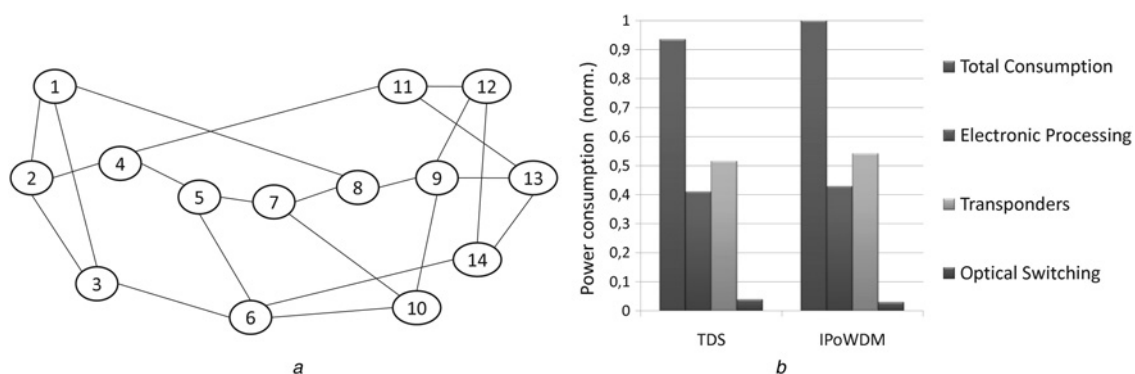 1
2
3
4
5
6
7
8
9
10
11
12
13
14
a
Power consumption (norm.)
1
0,9
0,8
0,7
0,6
0,5
0,4
0,3
0,2
0,1
0
TDS
IPoWDM
Total Consumption
Electronic Processing
Transponders
Optical Switching
b